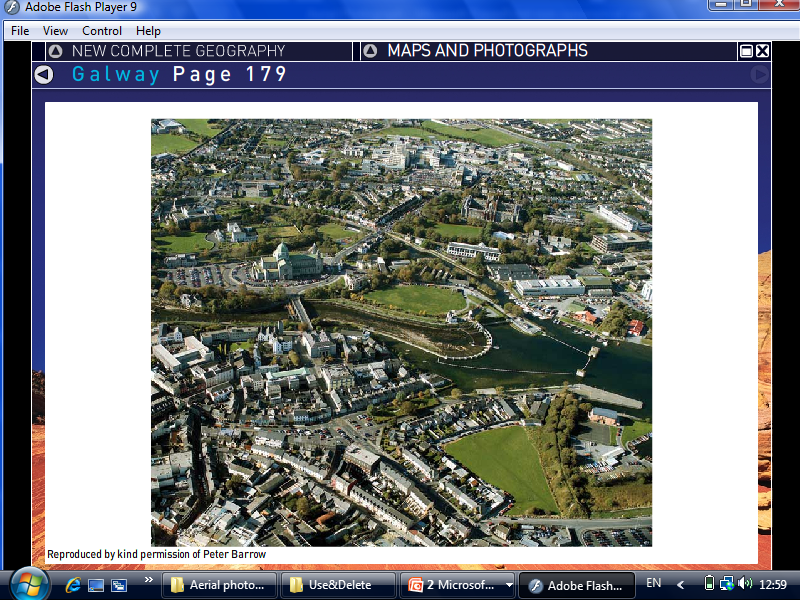 Adobe Flash Player 9
File View Control Help
NEW COMPLETE GEOGRAPHY MAPS AND PHOTOGRAPHS
Galway Page 179
Reproduced by kind permission of Peter Barrow
» Aerial photo... Use&Delete 2 Microsof... Adobe Flash... EN < 12:59